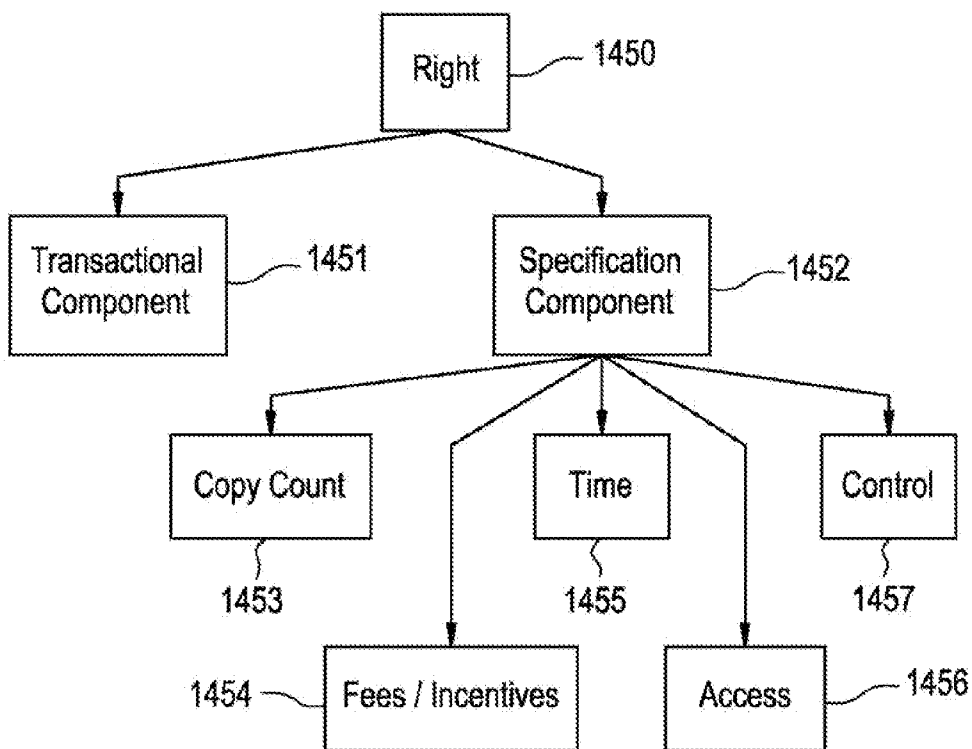 Right
1450
Transactional
Component
1451
Specification
Component
1452
Copy Count
1453
Time
1455
Control
1457
1454
Fees / Incentives
Access
1456